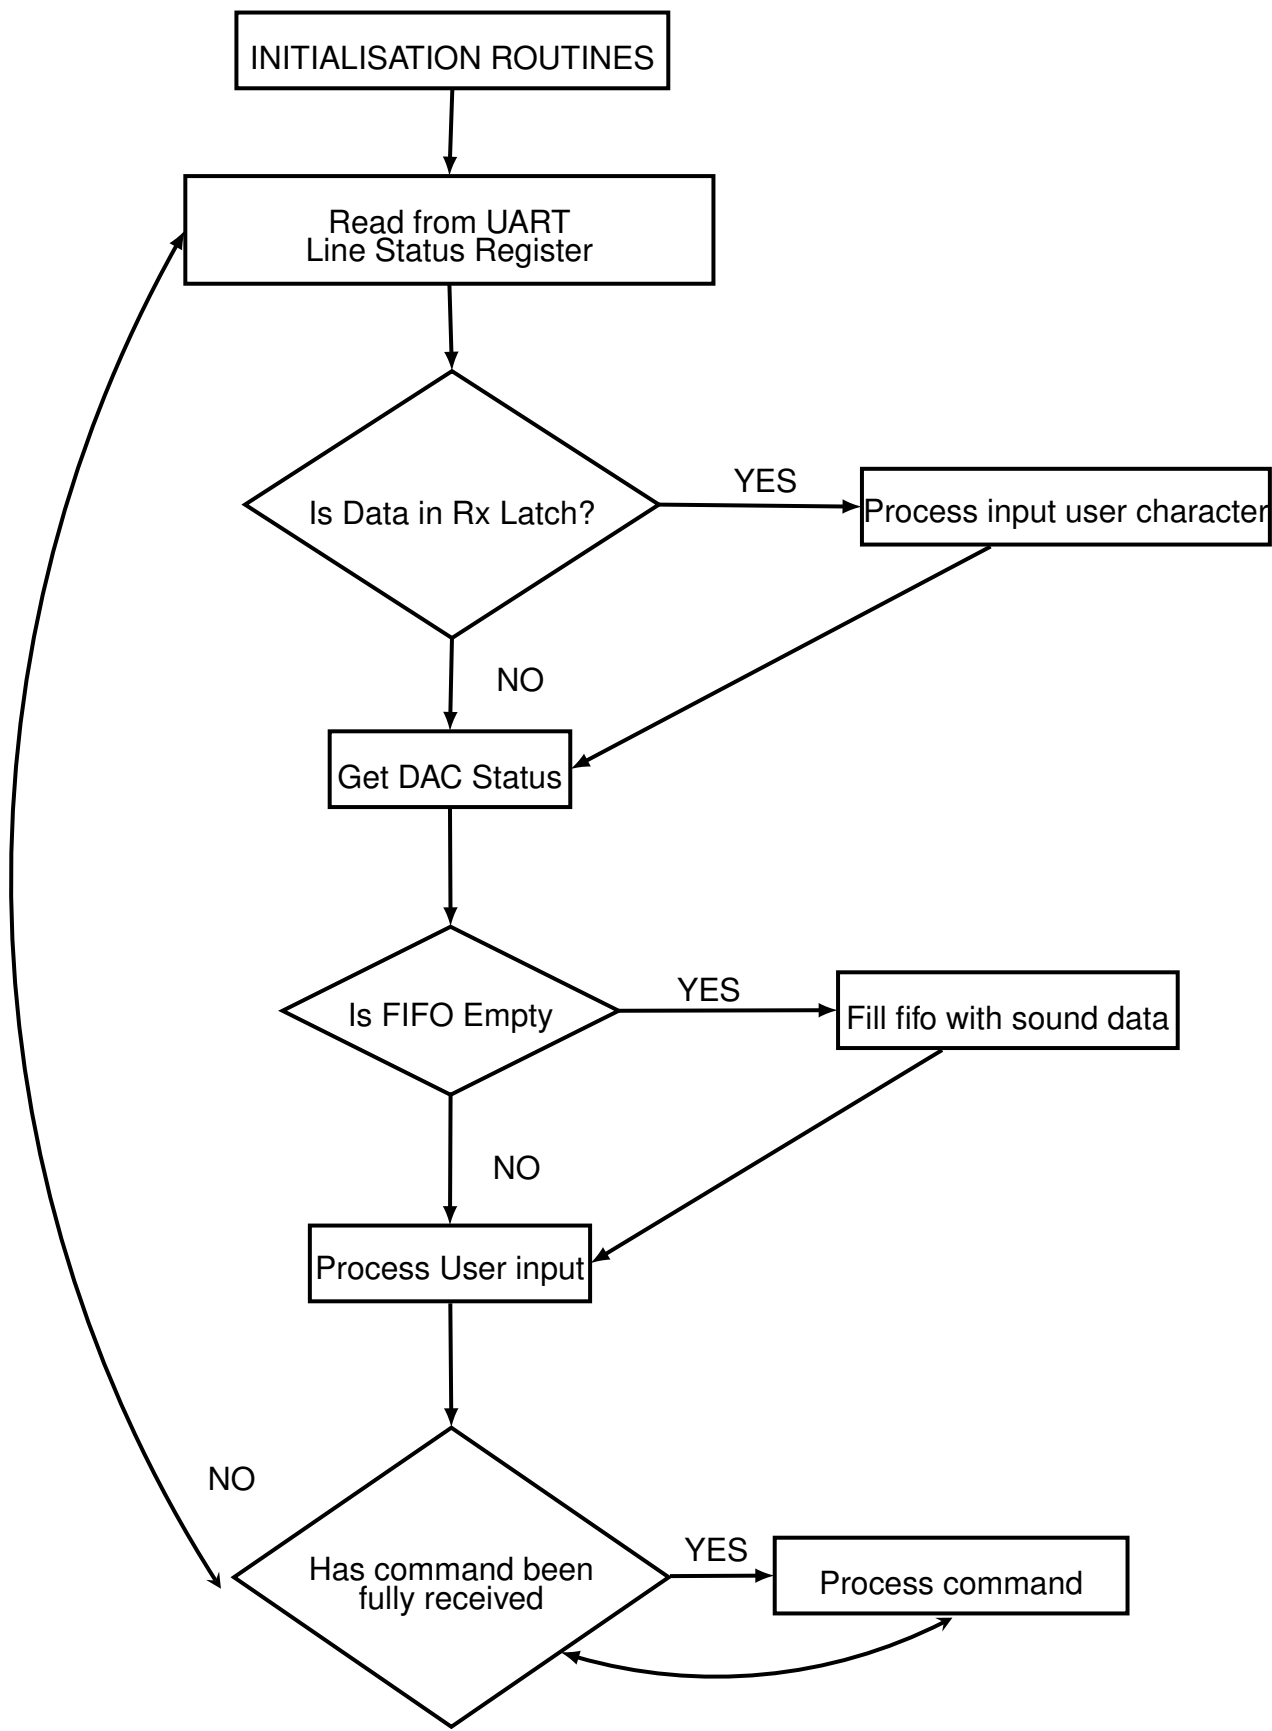 INITIALISATION ROUTINES
Read from UART
Line Status Register
Is Data in Rx Latch?
YES
Process input user character
NO
Get DAC Status
Is FIFO Empty
YES
Fill fifo with sound data
NO
Process User input
NO
Has command been
fully received
YES
Process command